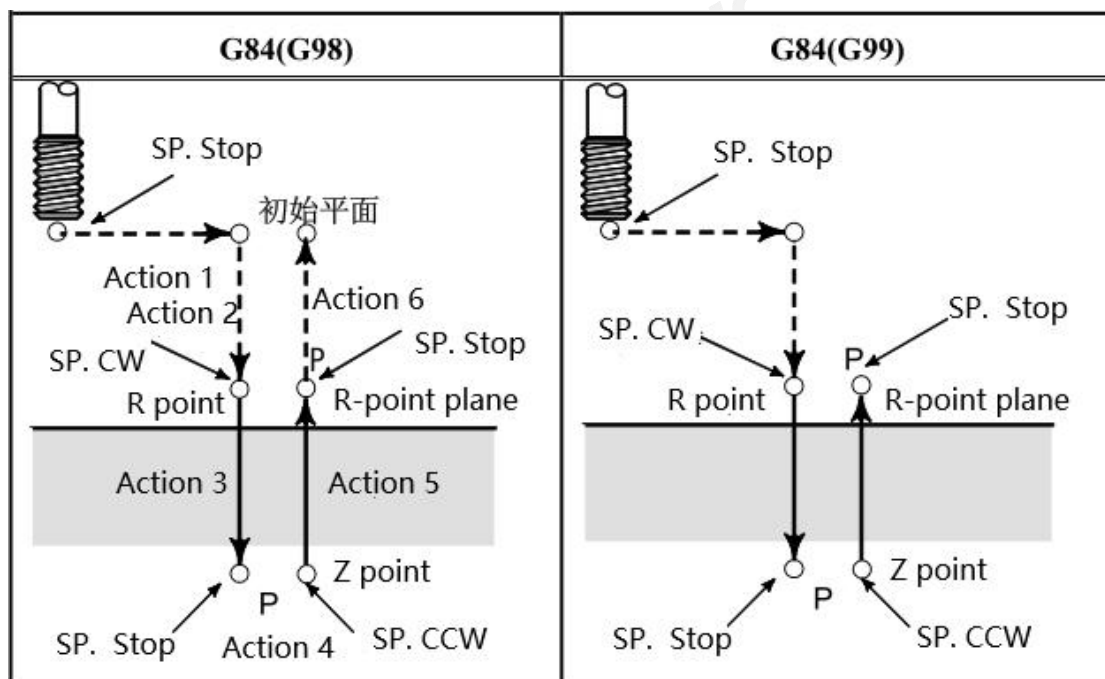 G84(G98)
G84(G99)
SP. Stop
初始平面
Action 1
Action 2
Action 6
SP. CW
P
SP. Stop
R point
R-point plane
Action 3
Action 5
Z point
P
SP. Stop
Action 4
SP. CCW
SP. Stop
SP. Stop
SP. CW
P
R point
R-point plane
Z point
P
SP. Stop
SP. CCW